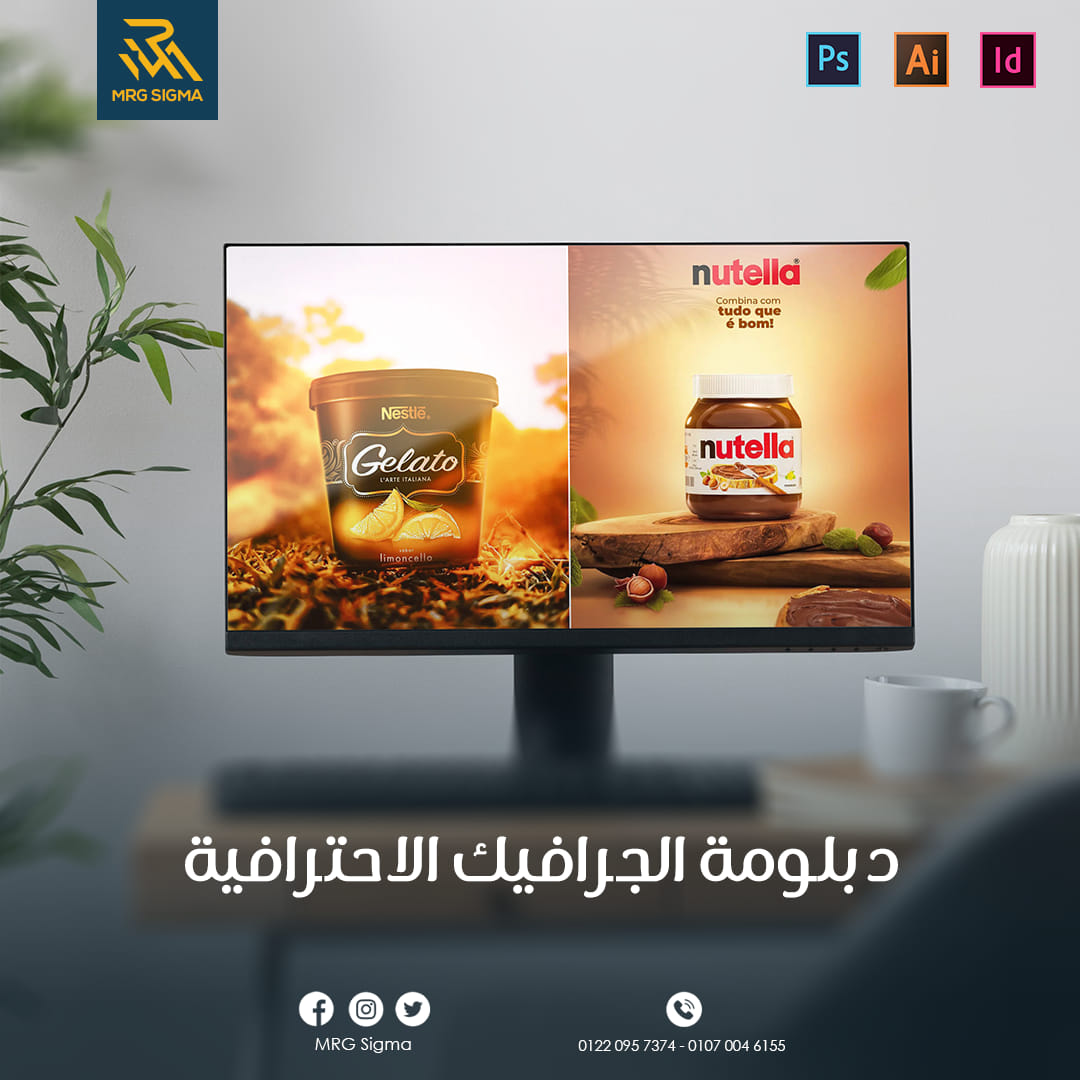 MRG SIGMA
Ps
Ai
Id
nutella®
Combina com
tudo que
é bom!
Nestlé®
Gelato
L'ARTE ITALIANA
sabor
limoncello
nutella
دبلومة الجرافيك الاحترافية
MRG Sigma
0122 095 7374 - 0107 004 6155